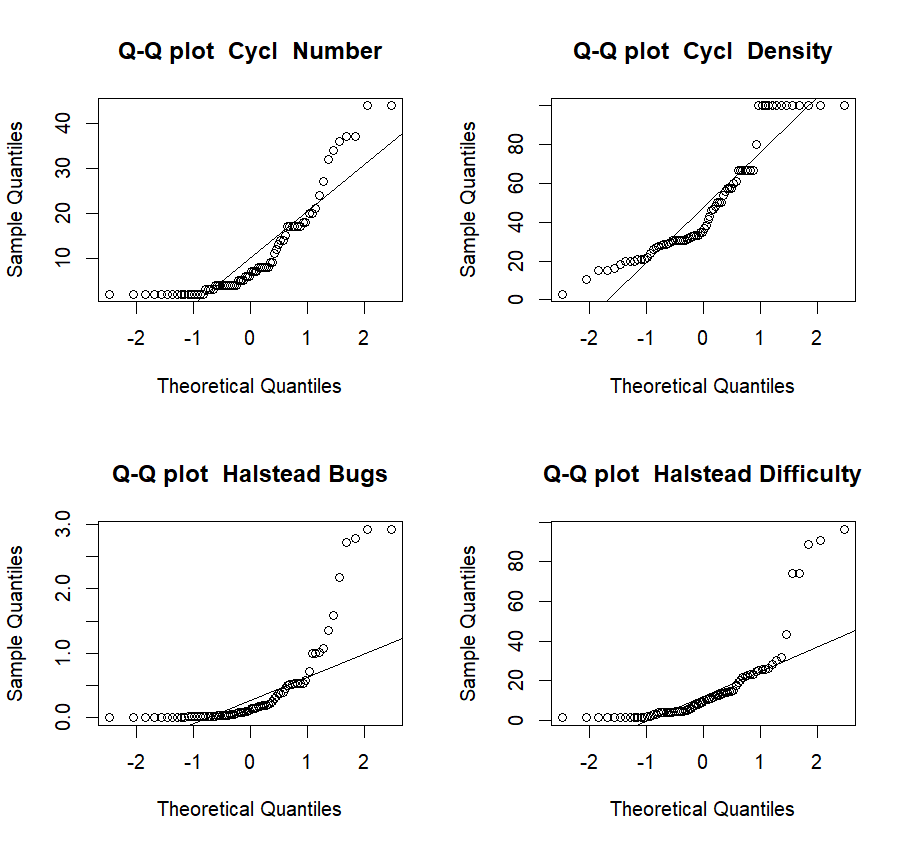 Q-Q plot  Cycl  Number
Sample Quantiles
40
30
20
10
-2 -1 0 1 2
Theoretical Quantiles
Q-Q plot  Cycl  Density
Sample Quantiles
80
60
40
20
0
-2 -1 0 1 2
Theoretical Quantiles
Q-Q plot  Halstead Bugs
Sample Quantiles
3.0
2.0
1.0
0.0
-2 -1 0 1 2
Theoretical Quantiles
Q-Q plot  Halstead Difficulty
Sample Quantiles
80
60
40
20
0
-2 -1 0 1 2
Theoretical Quantiles